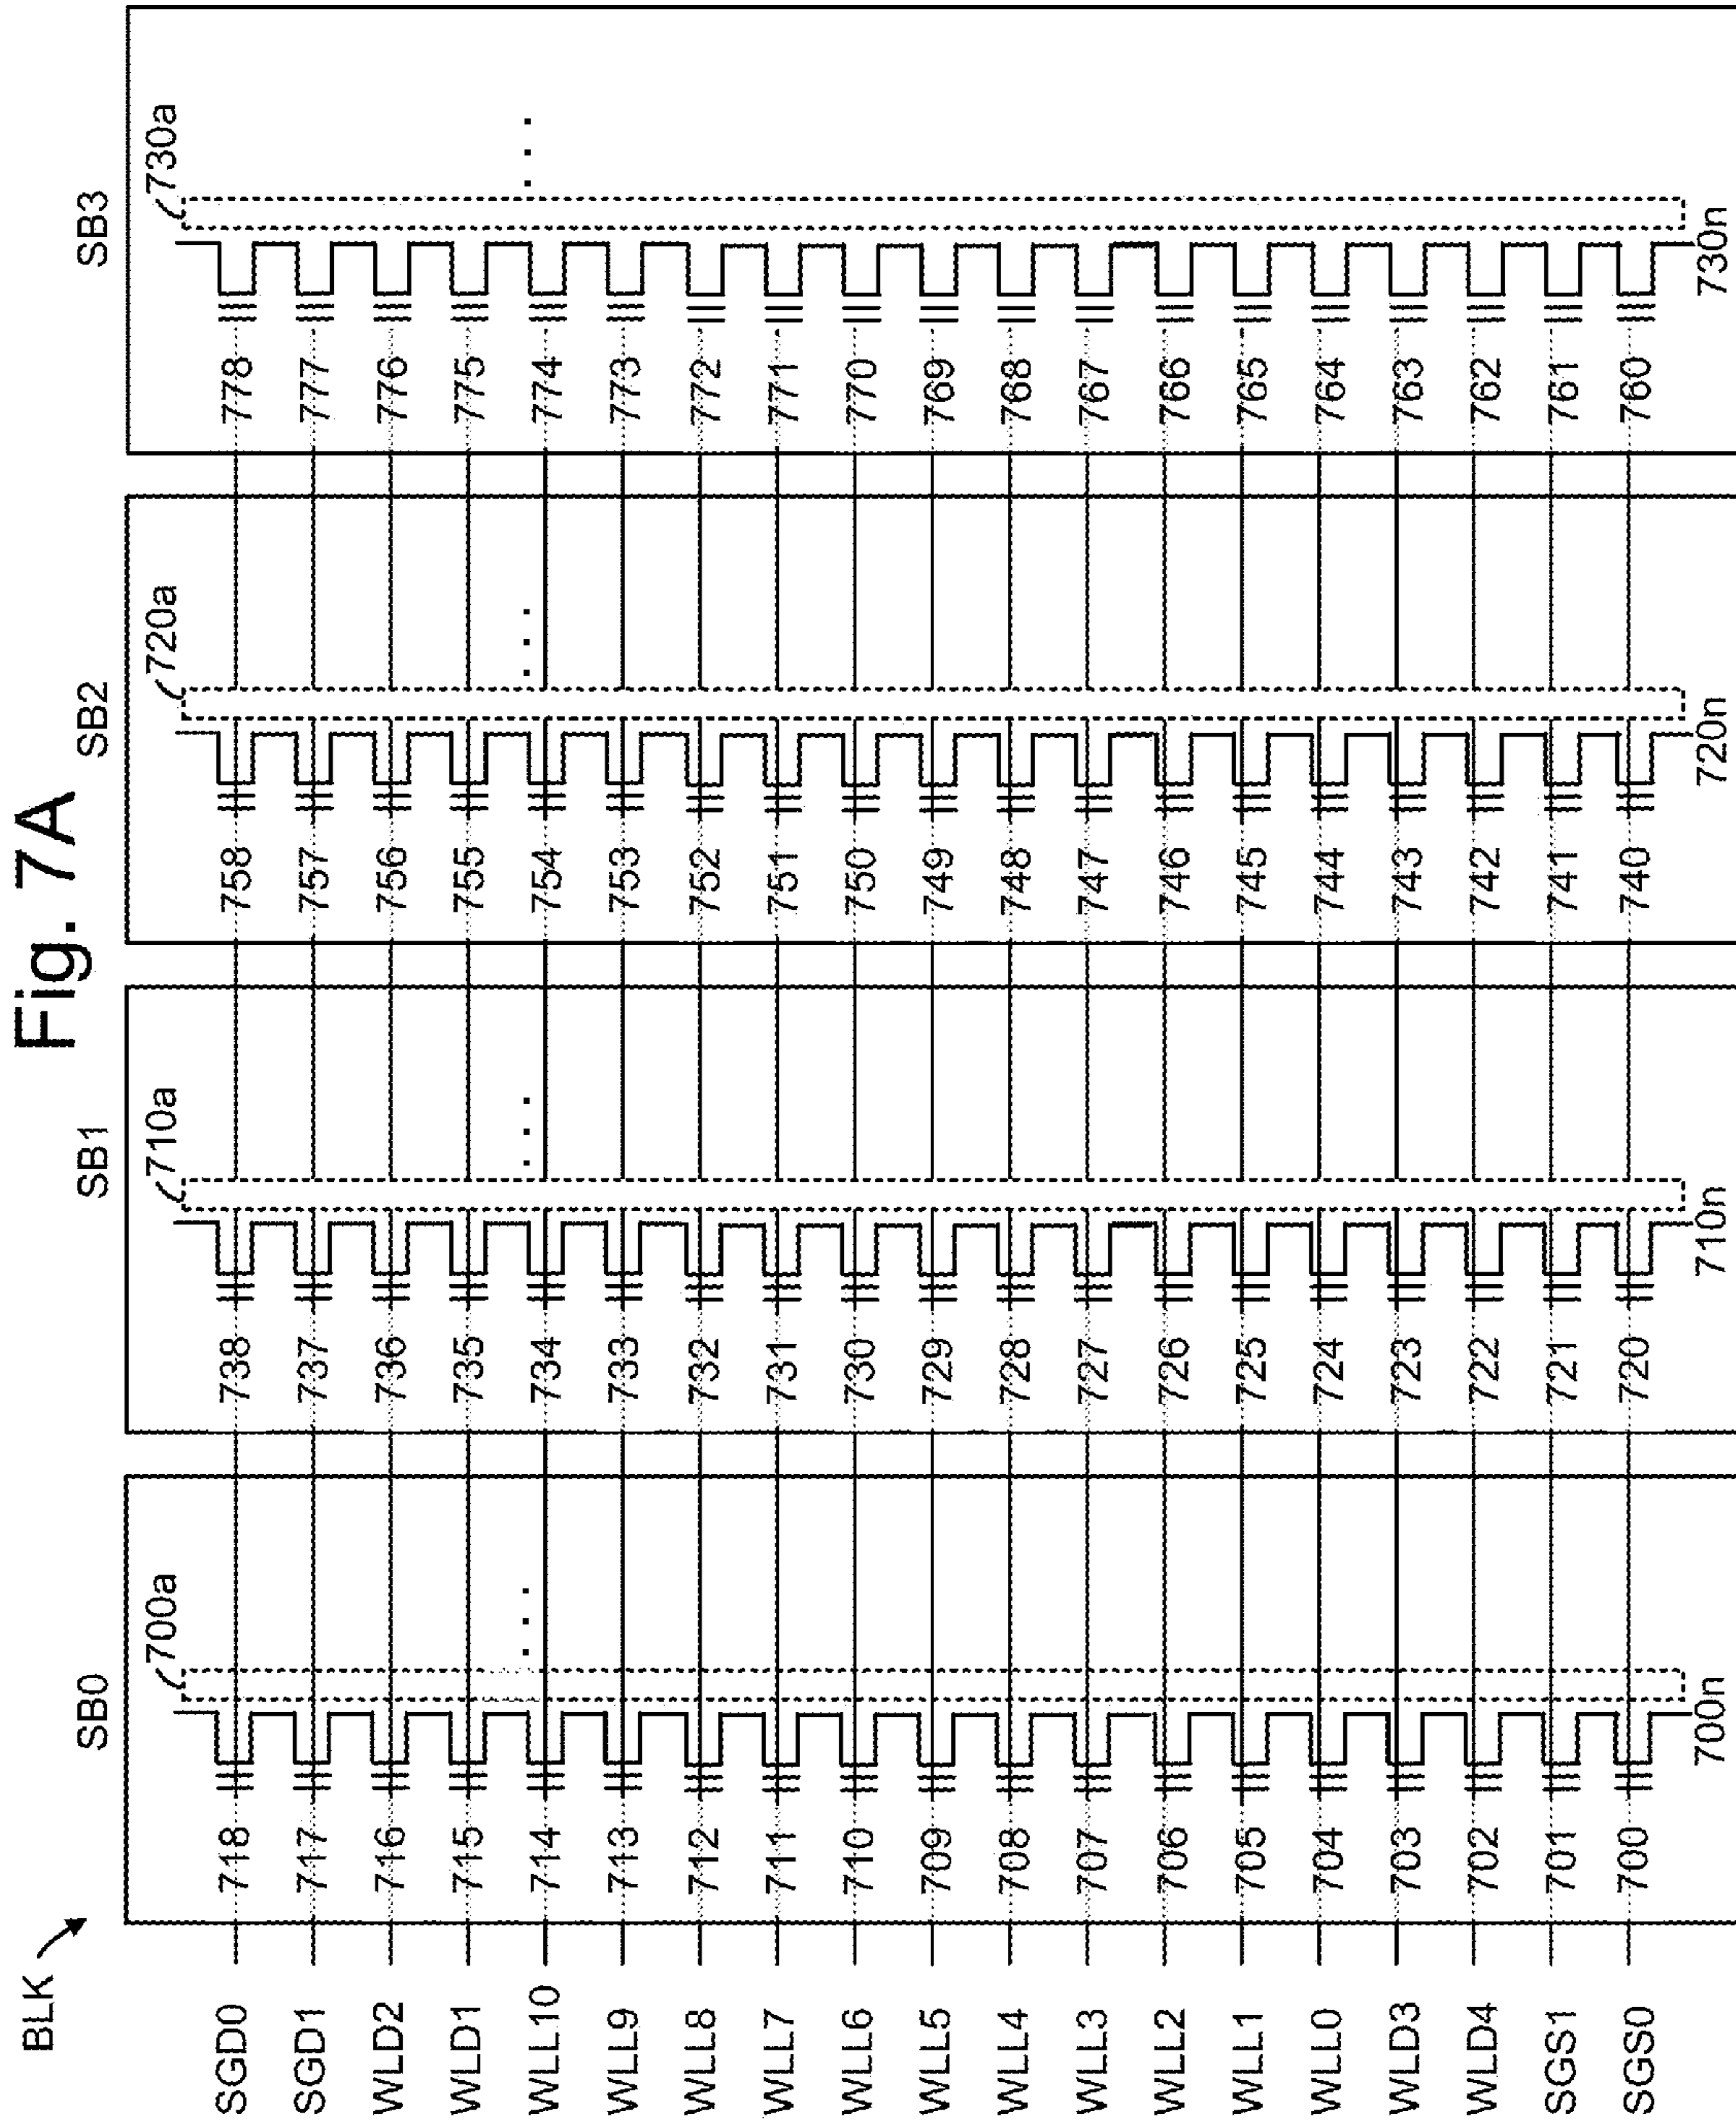 Fig. 7A
BLK
SB0 SB1 SB2 SB3
700a 710a 720a 730a
SGD0 718 738 758 778
SGD1 717 737 757 777
WLD2 716 736 756 776
WLD1 715 735 755 775
WLL10 714 734 754 774
WLL9 713 733 753 773
WLL8 712 732 752 772
WLL7 711 731 751 771
WLL6 710 730 750 770
WLL5 709 729 749 769
WLL4 708 728 748 768
WLL3 707 727 747 767
WLL2 706 726 746 766
WLL1 705 725 745 765
WLL0 704 724 744 764
WLD3 703 723 743 763
WLD4 702 722 742 762
SGS1 701 721 741 761
SGS0 700 720 740 760
700n 710n 720n 730n